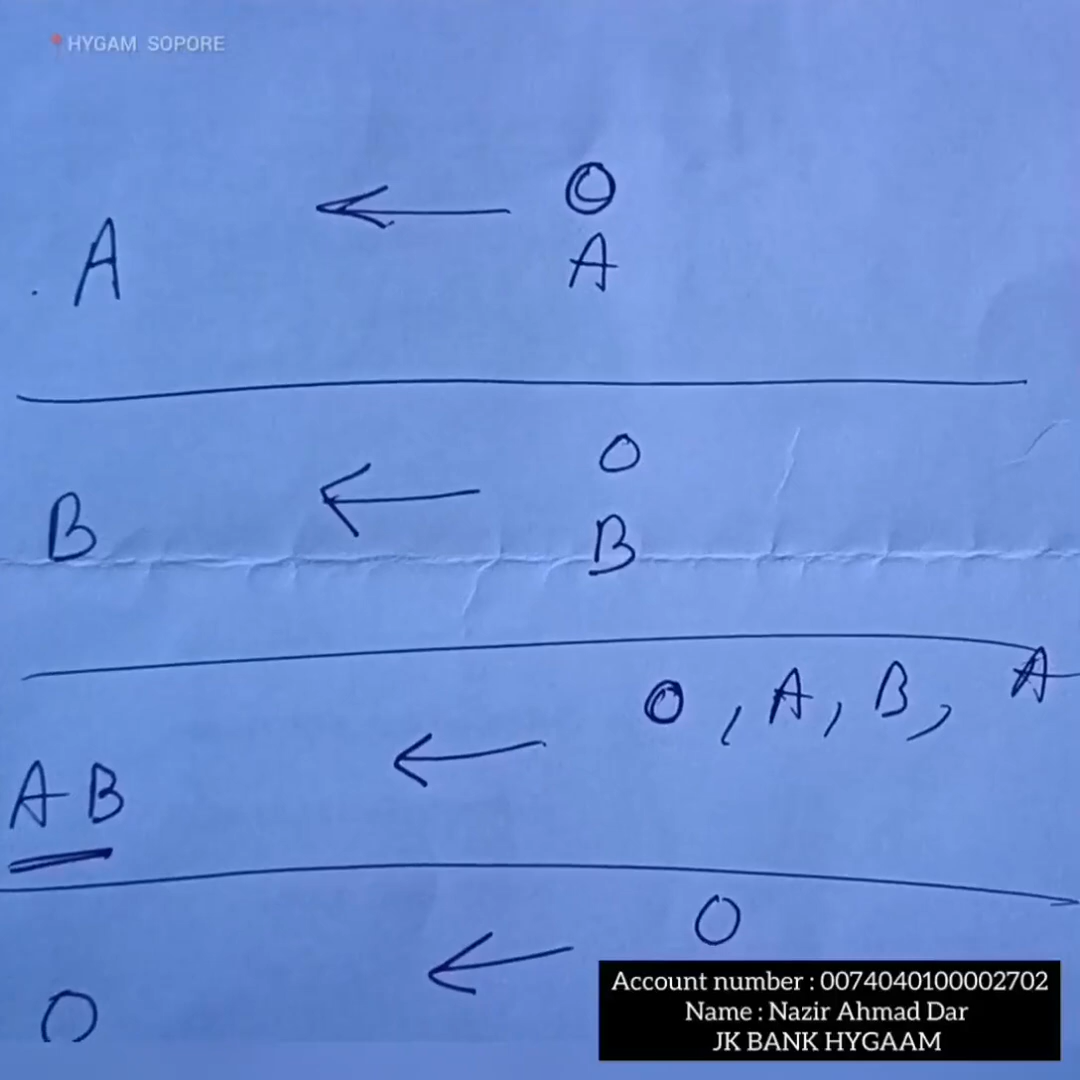 HYGAM SOPORE
A ← O
A
B ← O
B
AB ← O, A, B, A
O ← O
Account number : 0074040100002702
Name : Nazir Ahmad Dar
JK BANK HYGAAM